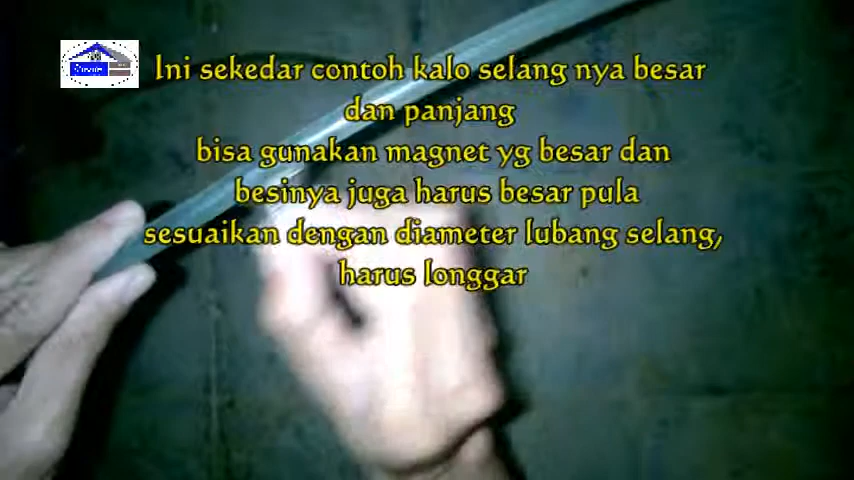 Ini sekedar contoh kalo selang nya besar
dan panjang
bisa gunakan magnet yg besar dan
besinya juga harus besar pula
sesuaikan dengan diameter lubang selang,
harus longgar